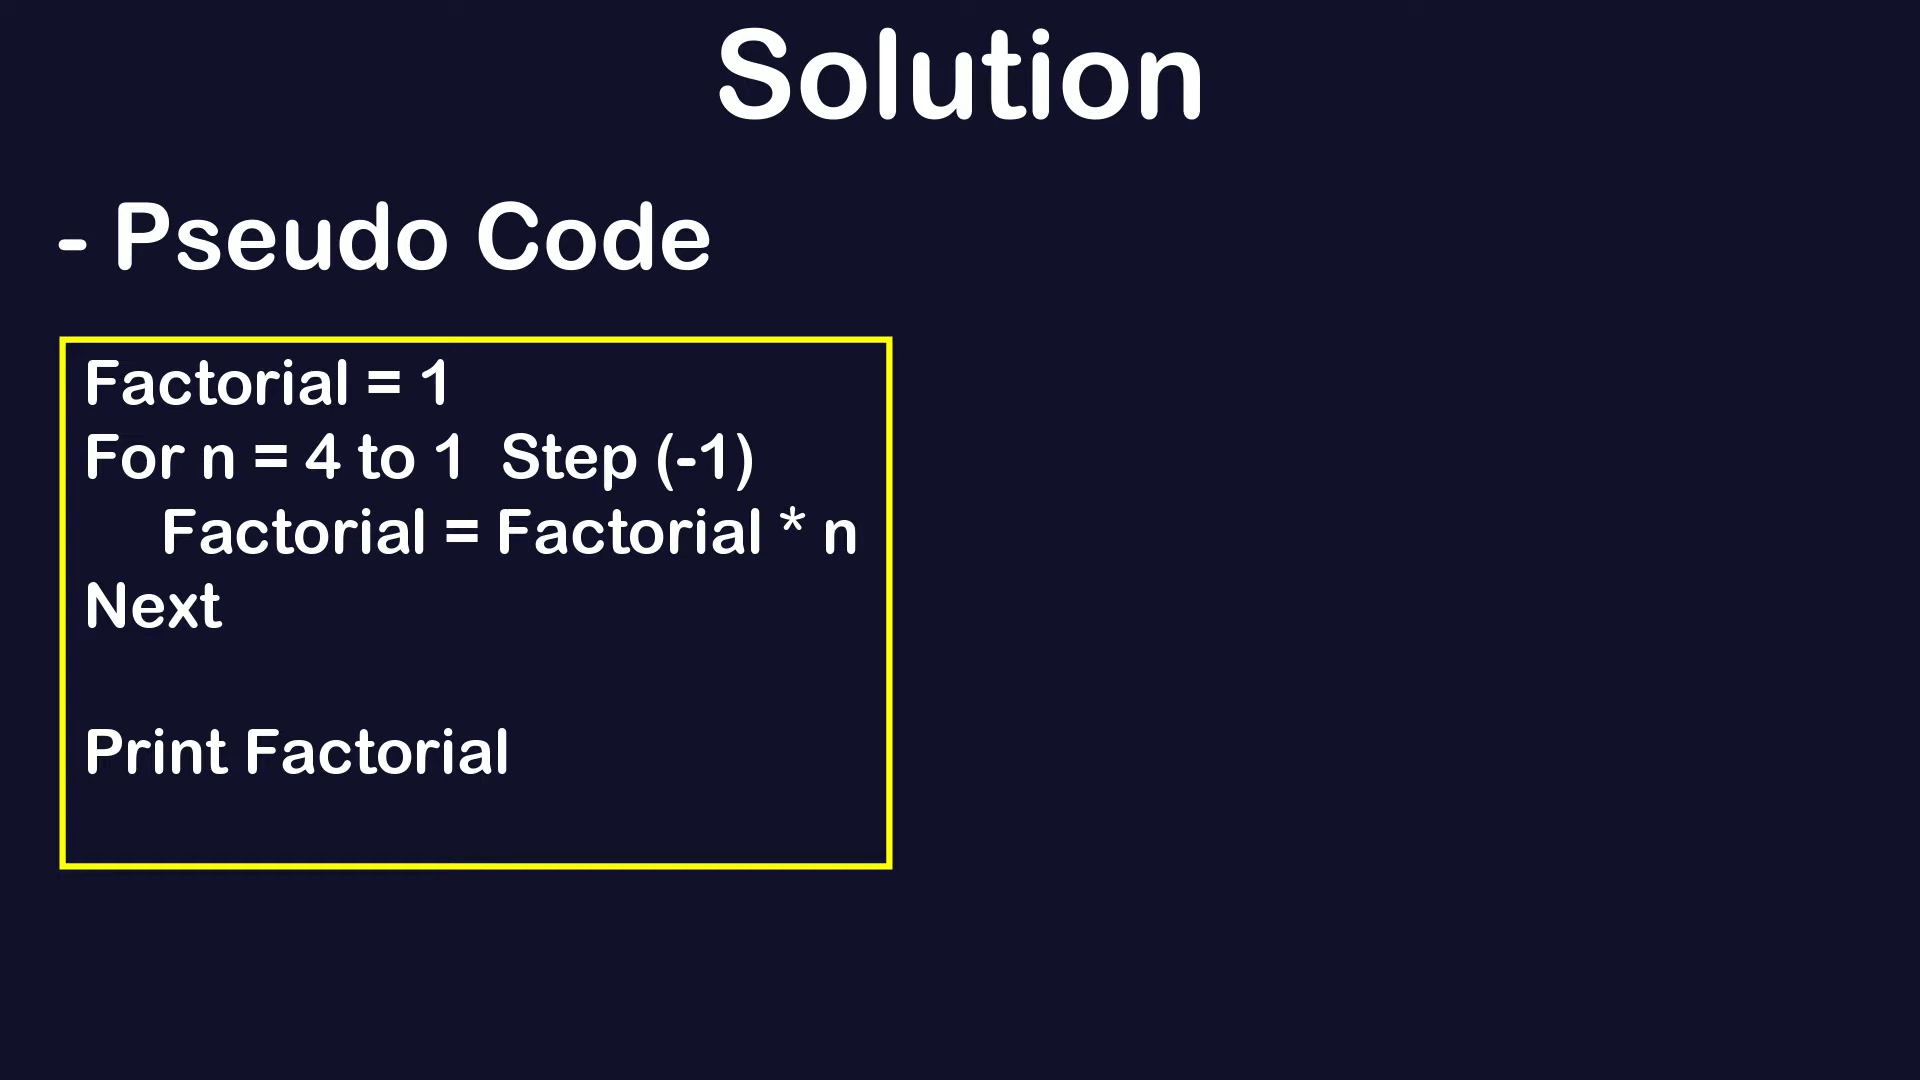 Solution
- Pseudo Code
Factorial = 1
For n = 4 to 1  Step (-1)
Factorial = Factorial * n
Next
Print Factorial